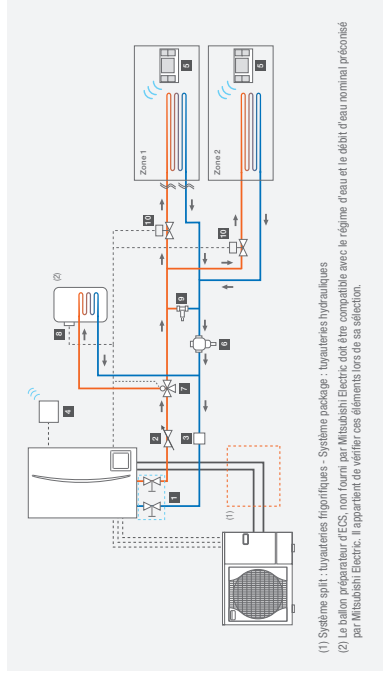 Zone 1
5
Zone 2
5
10
10
(2)
8
9
6
7
4
2
3
1
(1)
(1) Système split : tuyauteries frigorifiques - Système package : tuyauteries hydrauliques
(2) Le ballon préparateur d'ECS, non fourni par Mitsubishi Electric doit être compatible avec le régime d'eau et le débit d'eau nominal préconisé
par Mitsubishi Electric. Il appartient de vérifier ces éléments lors de sa sélection.